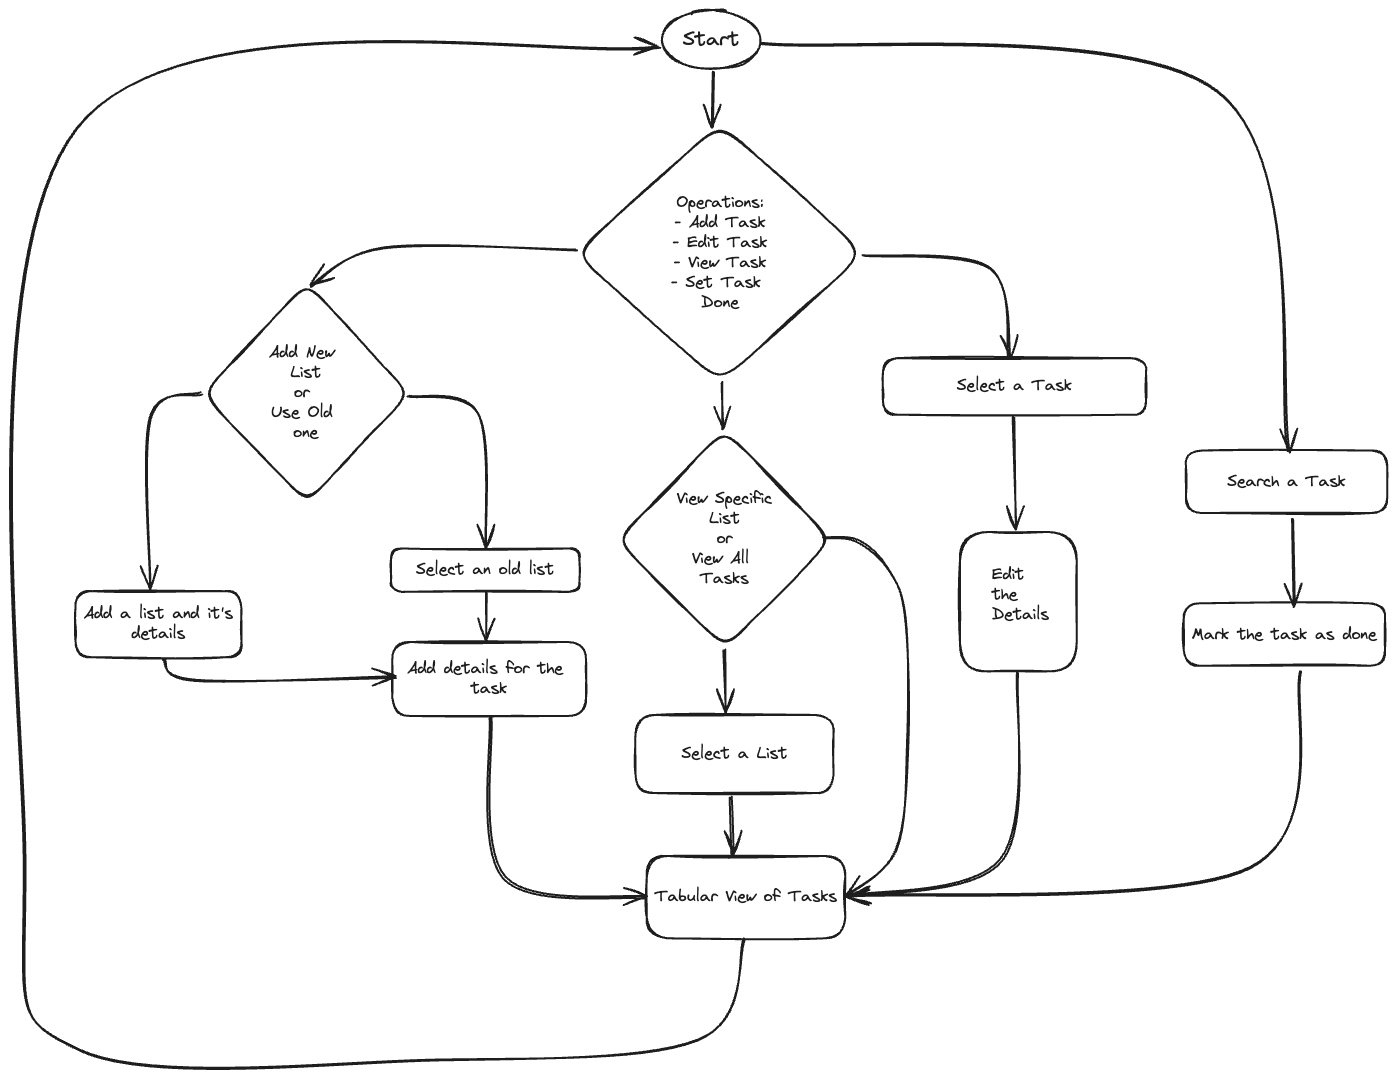 Start
Operations:
- Add Task
- Edit Task
- View Task
- Set Task
Done
Add New
List
or
Use Old
one
Select a Task
View Specific
List
or
View All
Tasks
Search a Task
Select an old list
Edit
the
Details
Add a list and it's
details
Mark the task as done
Add details for the
task
Select a List
Tabular View of Tasks